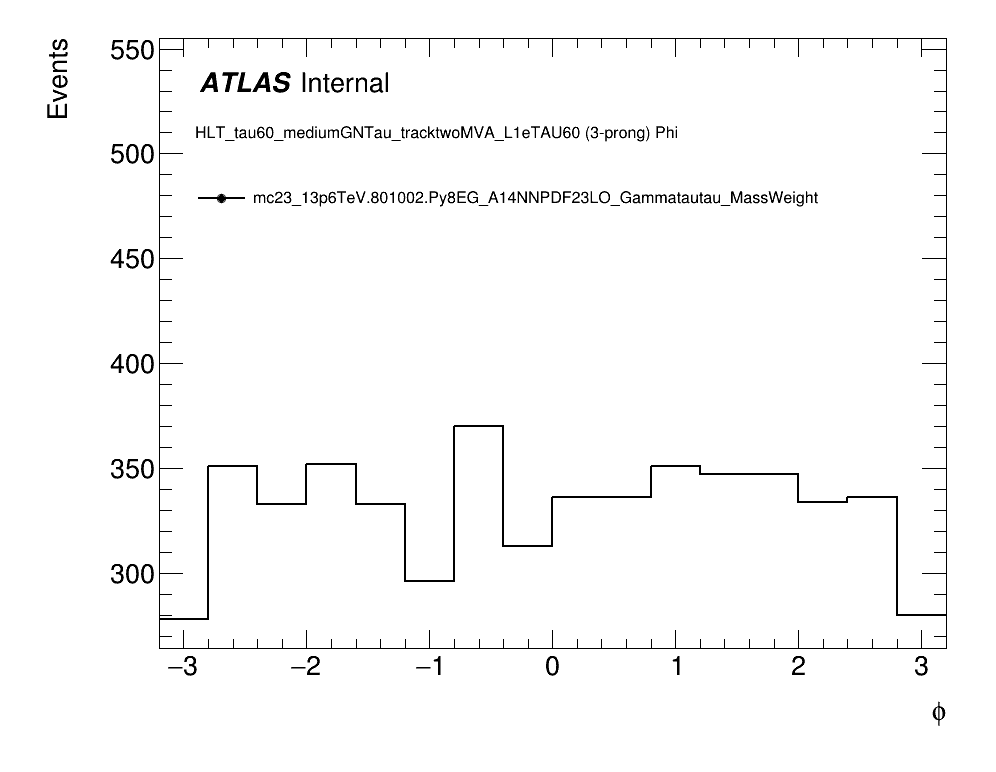 Events
550
500
450
400
350
300
ATLAS Internal
HLT_tau60_mediumGNTau_tracktwoMVA_L1eTAU60 (3-prong) Phi
mc23_13p6TeV.801002.Py8EG_A14NNPDF23LO_Gammatautau_MassWeight
−3 −2 −1 0 1 2 3
ϕ